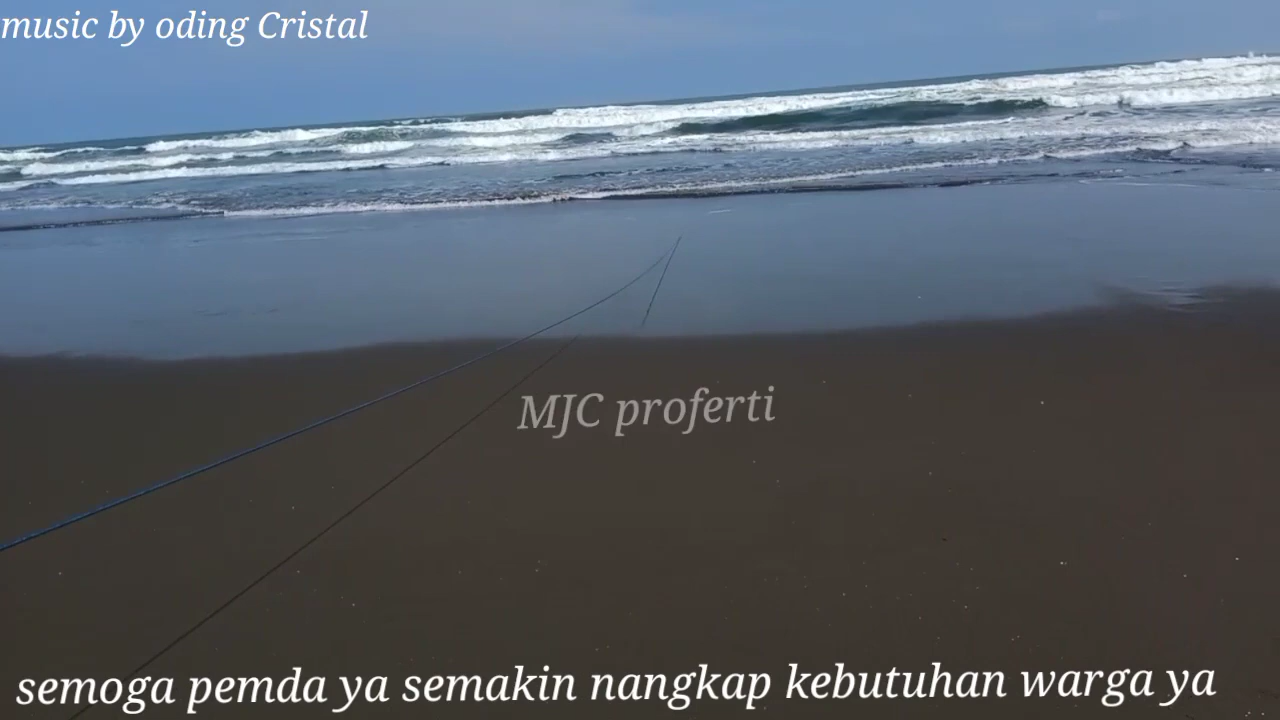 music by oding Cristal
MJC proferti
semoga pemda ya semakin nangkap kebutuhan warga ya